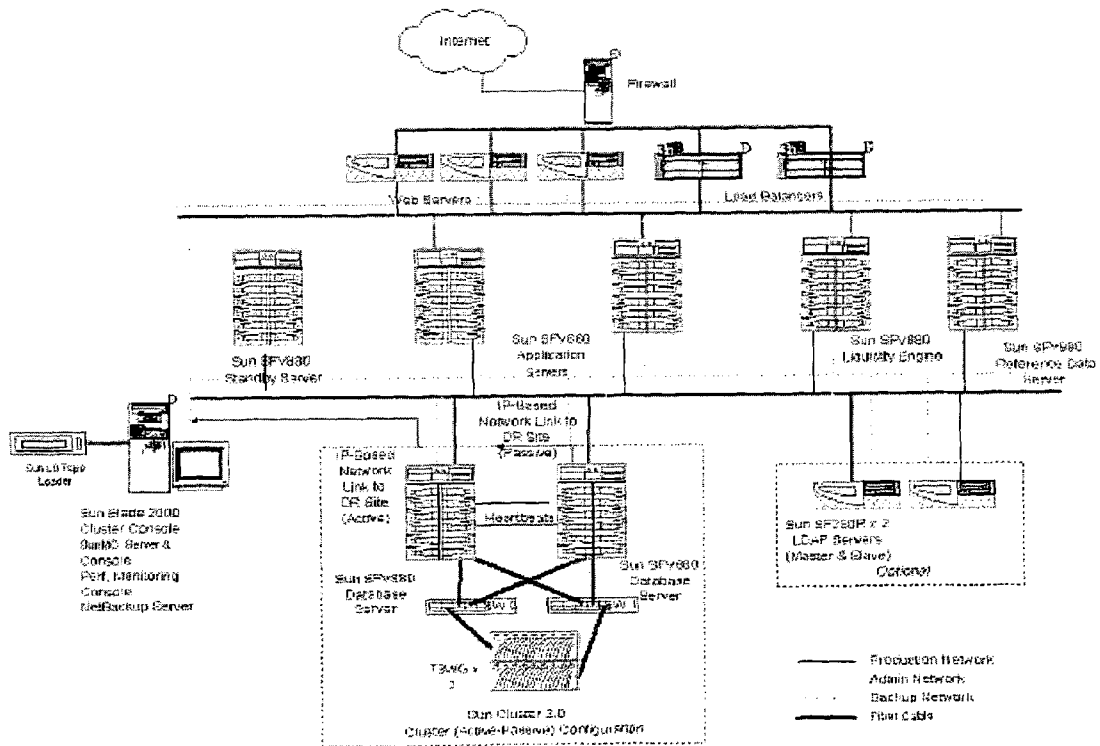 Internet
Firewall
Web Servers
Load Balancers
Sun SFV880
Standby Server
Sun SFV880
Application
Servers
Sun SFV880
Liquidity Engine
Sun SFV880
Reference Data
Server
IP-Based
Network Link to
DR Site
(Passive)
IP-Based
Network
Link to
DR Site
(Active)
Heartbeats
Sun L8 Tape
Loader
Sun Blade 2000
Cluster Console
SunMC Server &
Console
Perf. Monitoring
Console
NetBackup Server
Sun SFV880
Database
Server
Sun SFV880
Database
Server
Sun SF280R x 2
LDAP Servers
(Master & Slave)
Optional
SW 0
SW 1
Sun Cluster 3.0
Cluster (Active-Passive) Configuration
Production Network
Admin Network
Backup Network
Fiber Cable